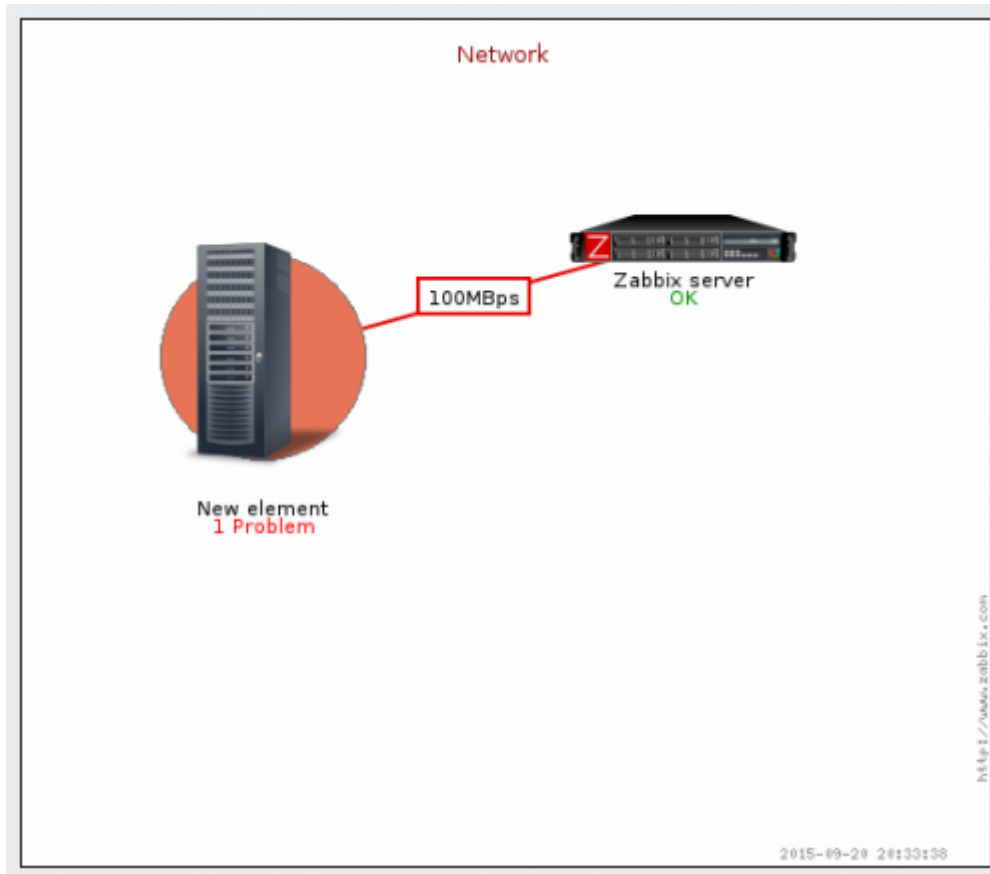 Network
Z
100MBps
Zabbix server
OK
New element
1 Problem
http://www.zabbix.com
2015-09-20 20:33:38